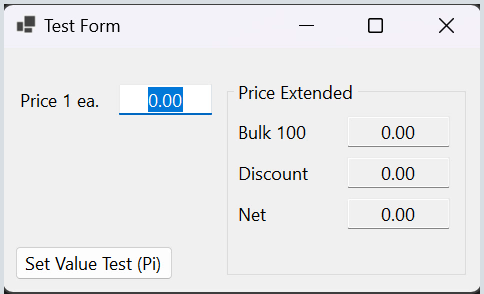 Test Form
Price 1 ea.
0.00
Price Extended
Bulk 100
0.00
Discount
0.00
Net
0.00
Set Value Test (Pi)